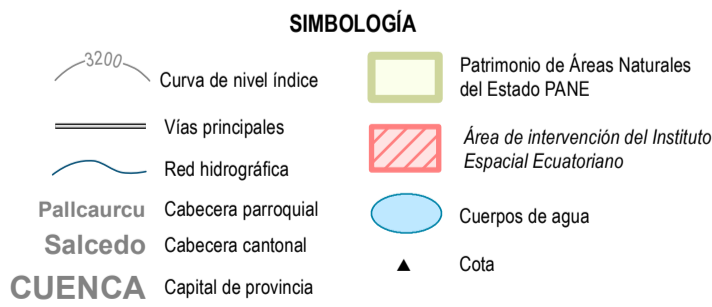 SIMBOLOGÍA
3200
Curva de nivel índice
Vías principales
Red hidrográfica
Pallcaurcu Cabecera parroquial
Salcedo Cabecera cantonal
CUENCA Capital de provincia
Patrimonio de Áreas Naturales
del Estado PANE
Área de intervención del Instituto
Espacial Ecuatoriano
Cuerpos de agua
Cota